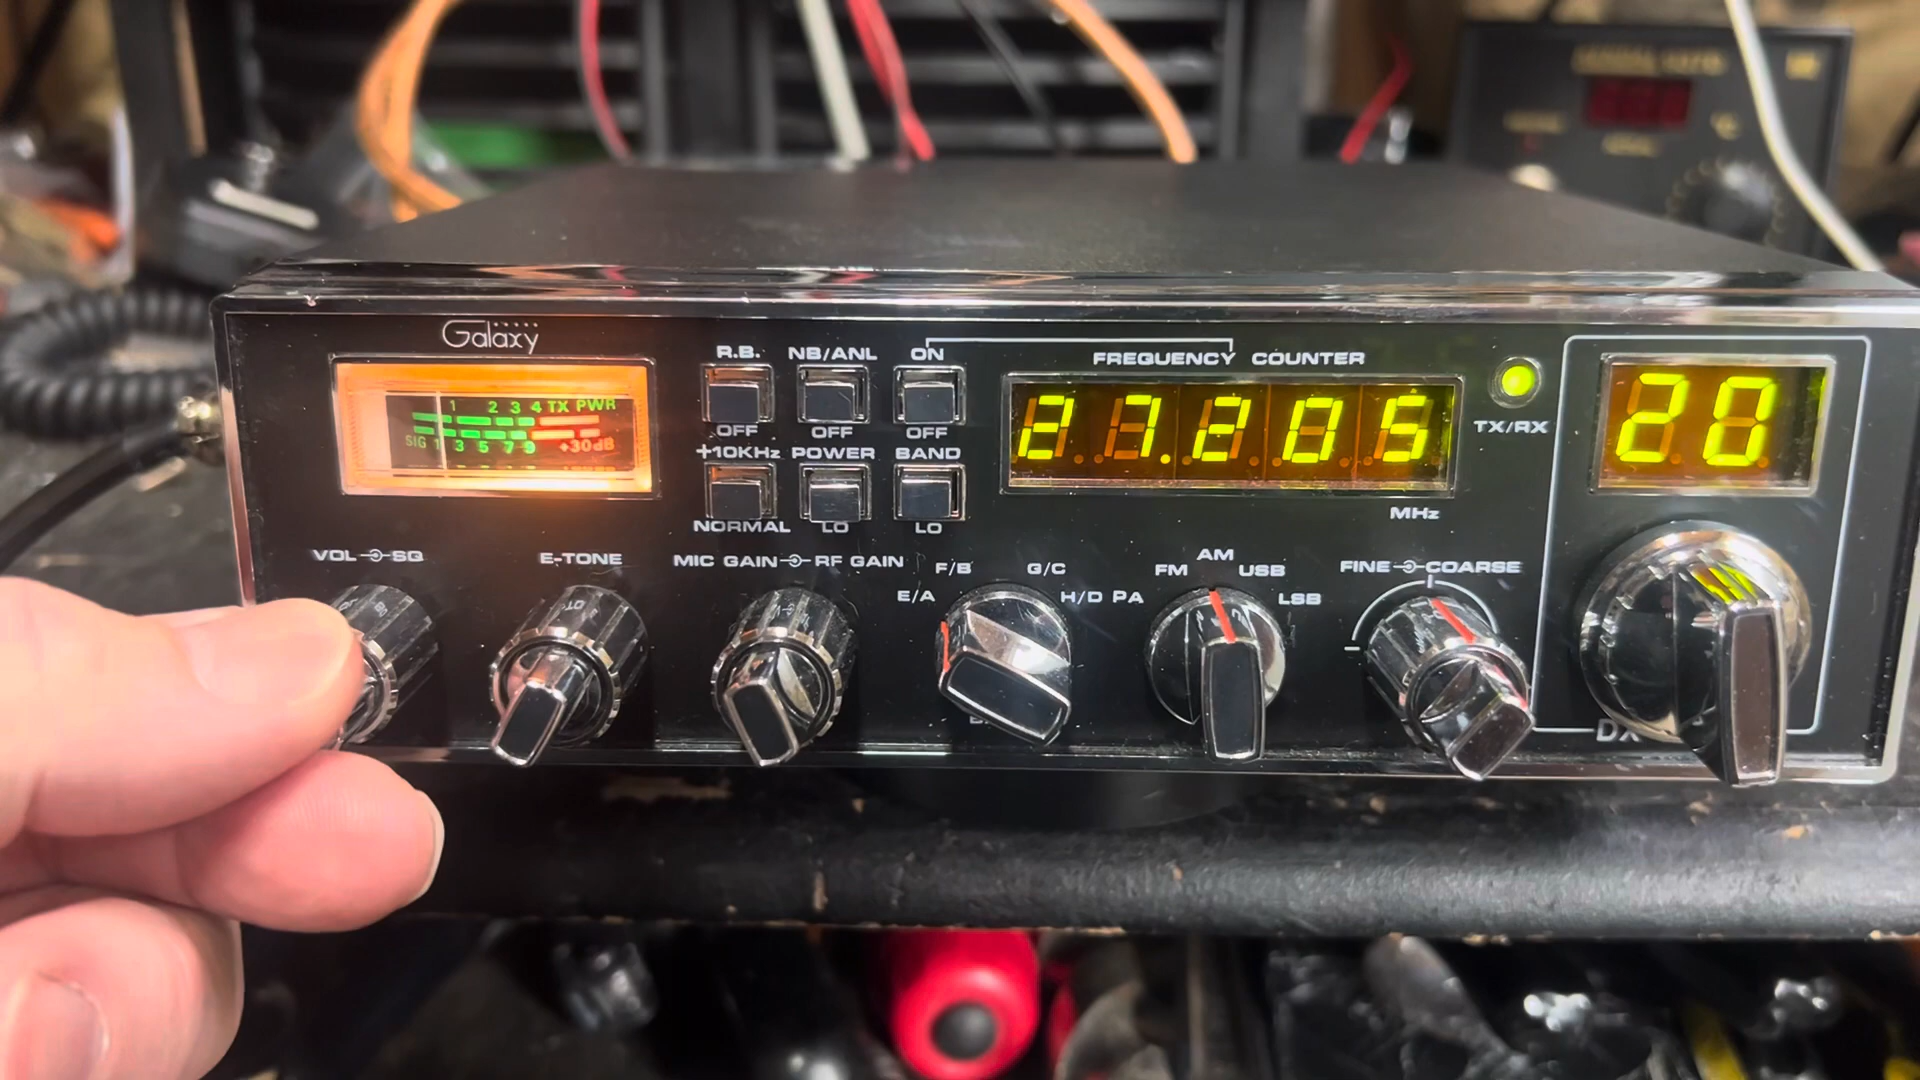 Galaxy
R.B. NB/ANL ON
FREQUENCY COUNTER
1 2 3 4 TX PWR
SIG 1 3 5 7 9 +30dB
OFF OFF OFF
27.205
TX/RX
20
+10KHz POWER BAND
NORMAL LO LO
MHz
VOL SQ
E-TONE
MIC GAIN RF GAIN
F/B G/C
E/A H/D PA
AM
FM USB
LSB
FINE COARSE
DX